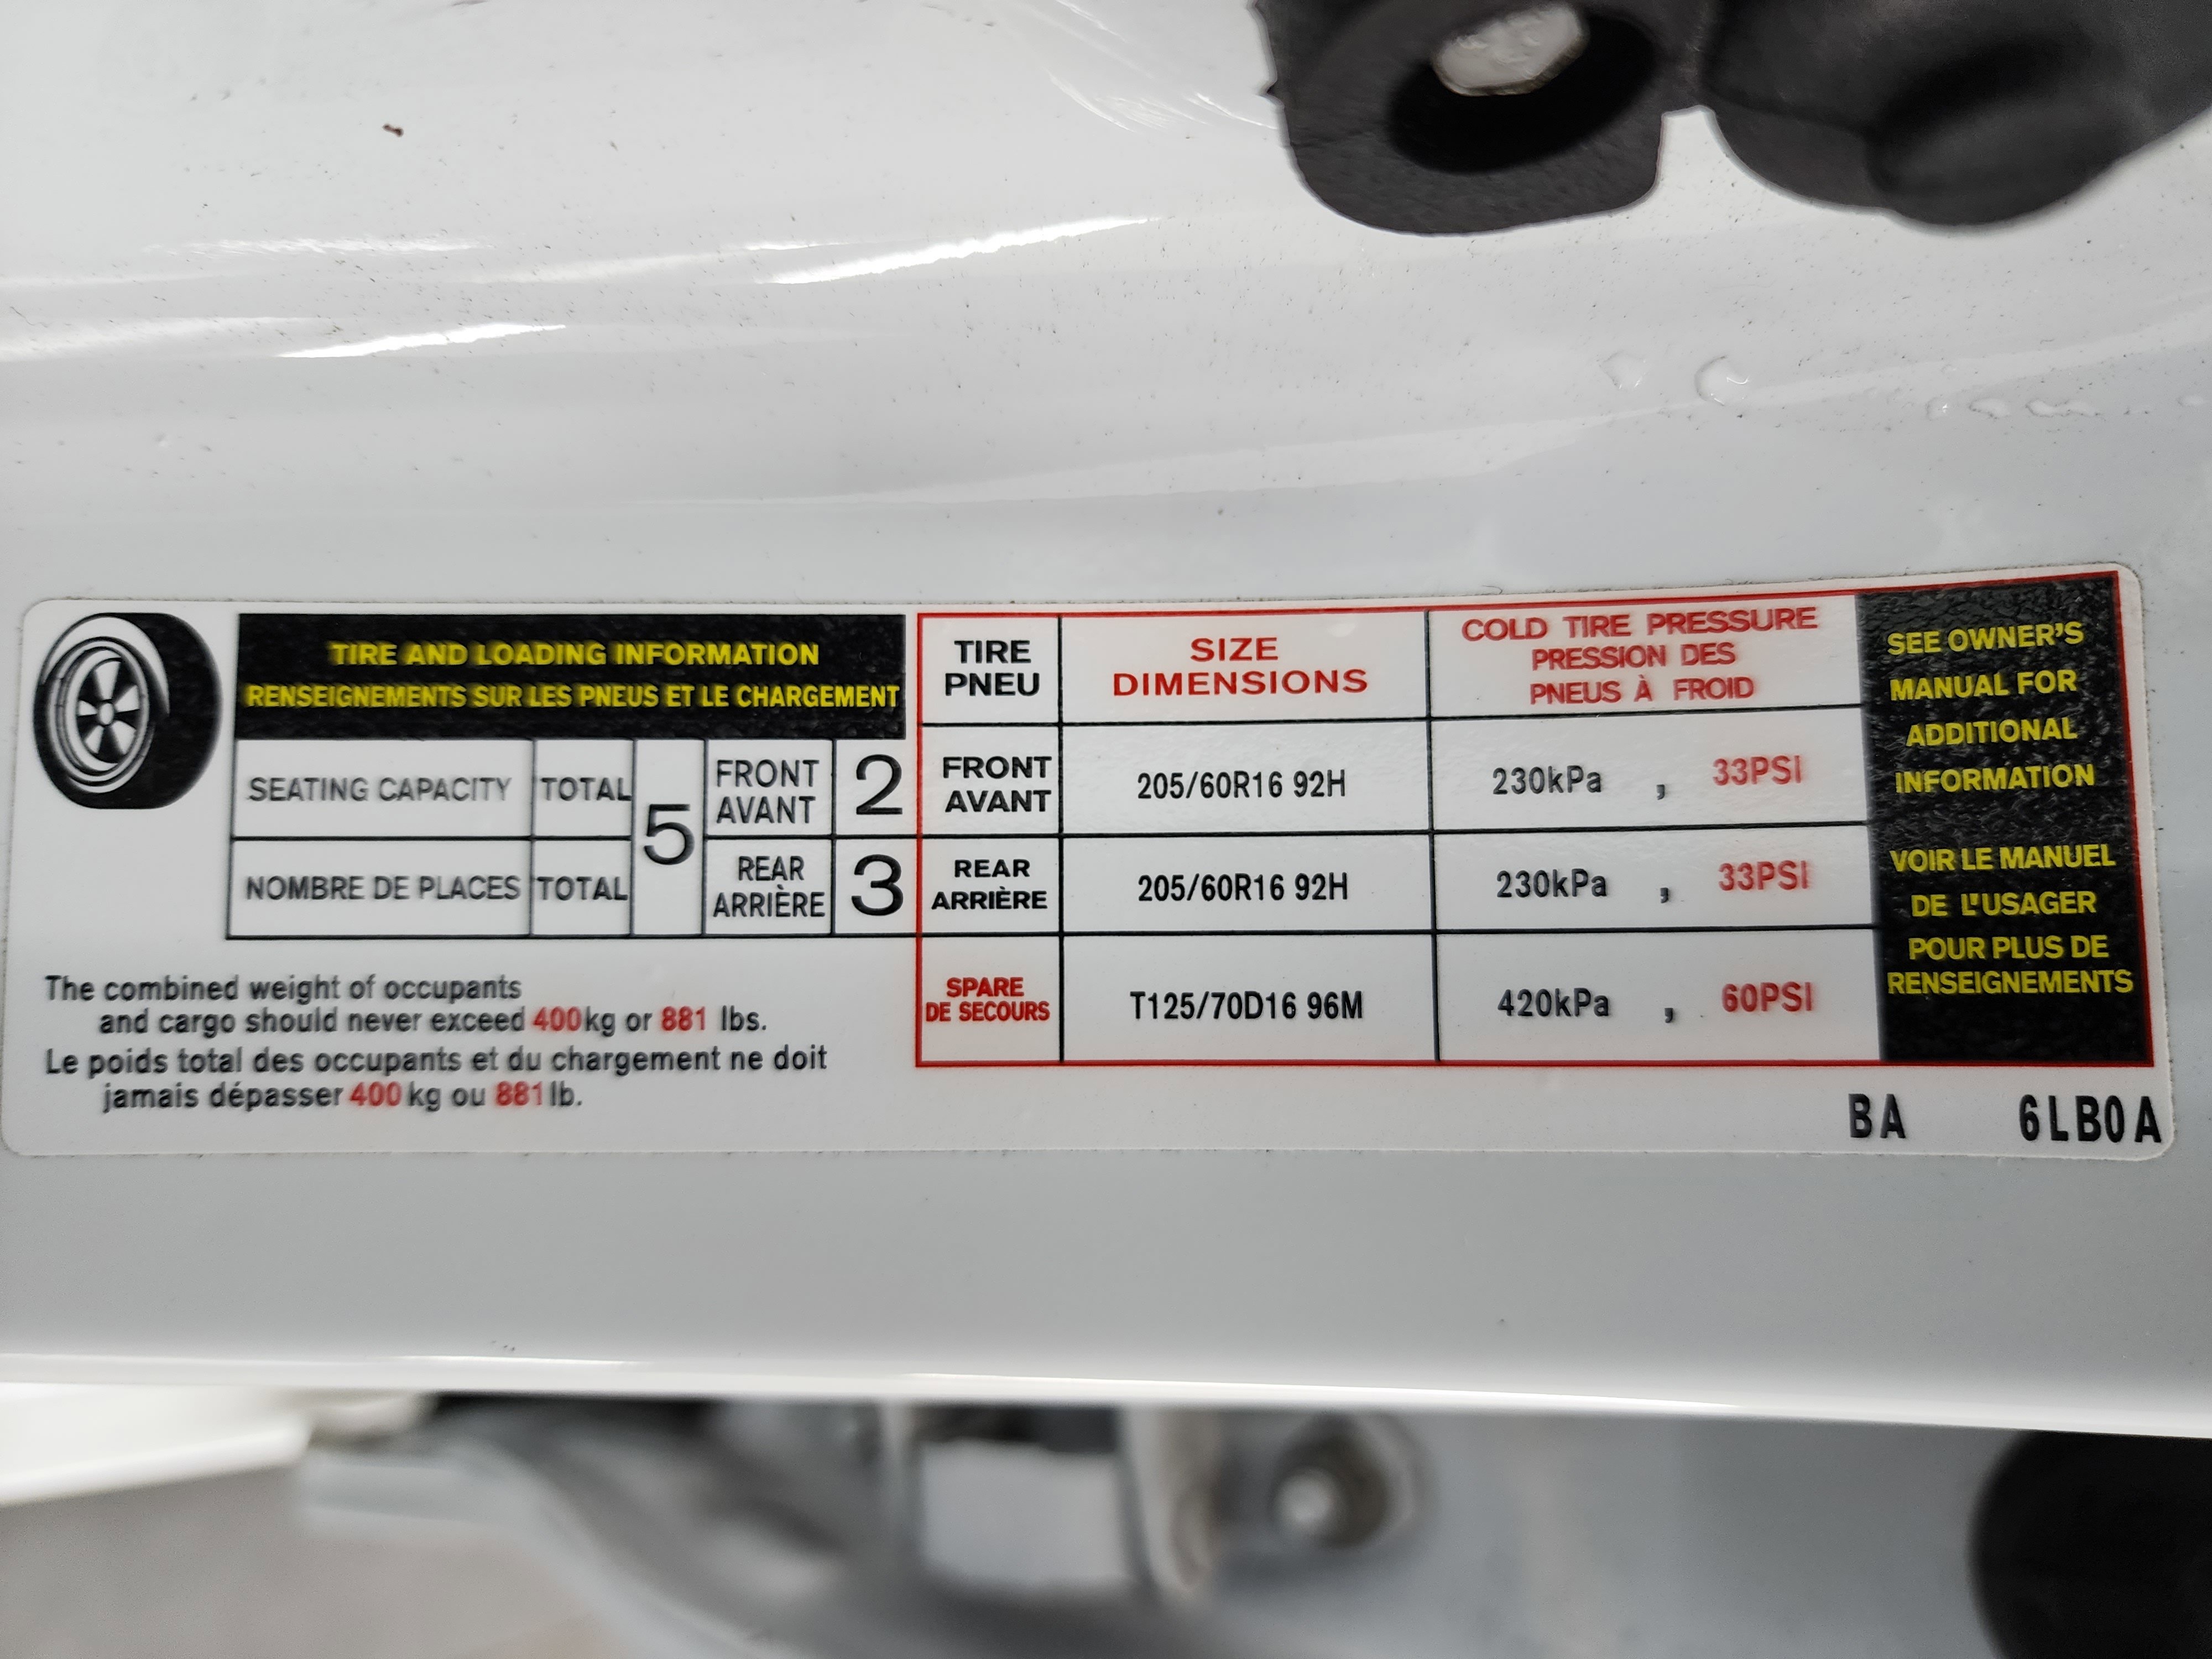 TIRE AND LOADING INFORMATION
RENSEIGNEMENTS SUR LES PNEUS ET LE CHARGEMENT
SEATING CAPACITY TOTAL 5 FRONT AVANT 2
NOMBRE DE PLACES TOTAL REAR ARRIÈRE 3
The combined weight of occupants
and cargo should never exceed 400kg or 881 lbs.
Le poids total des occupants et du chargement ne doit
jamais dépasser 400 kg ou 881 lb.
TIRE PNEU SIZE DIMENSIONS COLD TIRE PRESSURE PRESSION DES PNEUS À FROID
FRONT AVANT 205/60R16 92H 230kPa , 33PSI
REAR ARRIÈRE 205/60R16 92H 230kPa , 33PSI
SPARE DE SECOURS T125/70D16 96M 420kPa , 60PSI
SEE OWNER'S
MANUAL FOR
ADDITIONAL
INFORMATION
VOIR LE MANUEL
DE L'USAGER
POUR PLUS DE
RENSEIGNEMENTS
BA 6LB0A